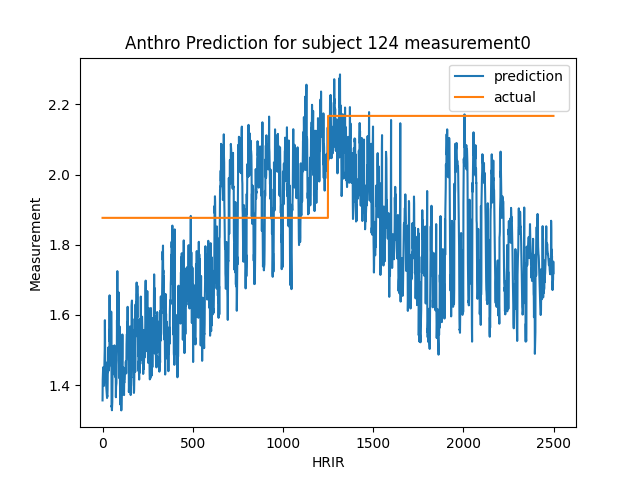 Anthro Prediction for subject 124 measurement0
prediction
actual
Measurement
2.2
2.0
1.8
1.6
1.4
0 500 1000 1500 2000 2500
HRIR